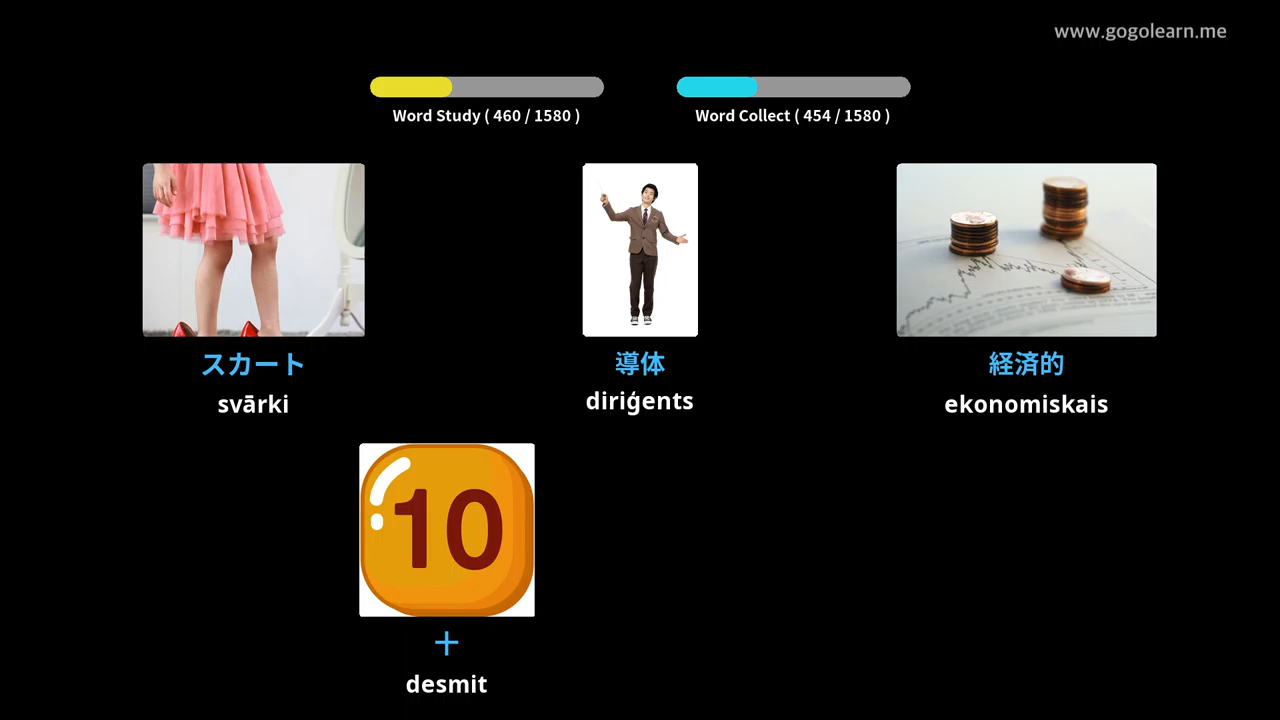 www.gogolearn.me
Word Study ( 460 / 1580 )
Word Collect ( 454 / 1580 )
スカート
導体
経済的
svārki
diriģents
ekonomiskais
10
十
desmit